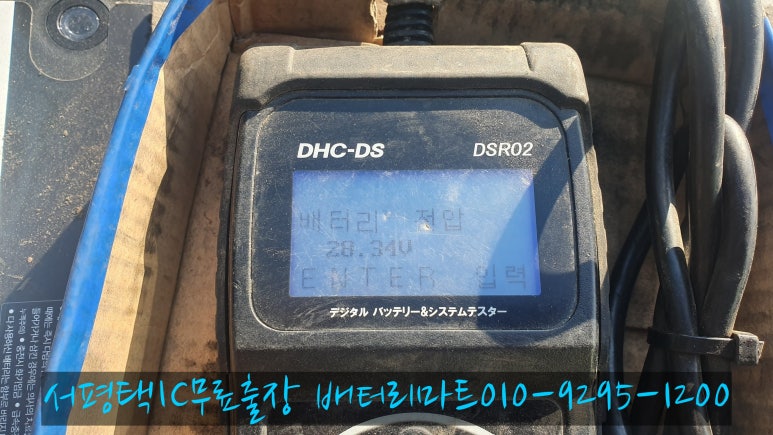 DHC-DS DSR02
배터리 전압
28.34V
ENTER 입력
デジタル バッテリー&システムテスター
서평택IC무료출장 배터리마트010-9295-1200